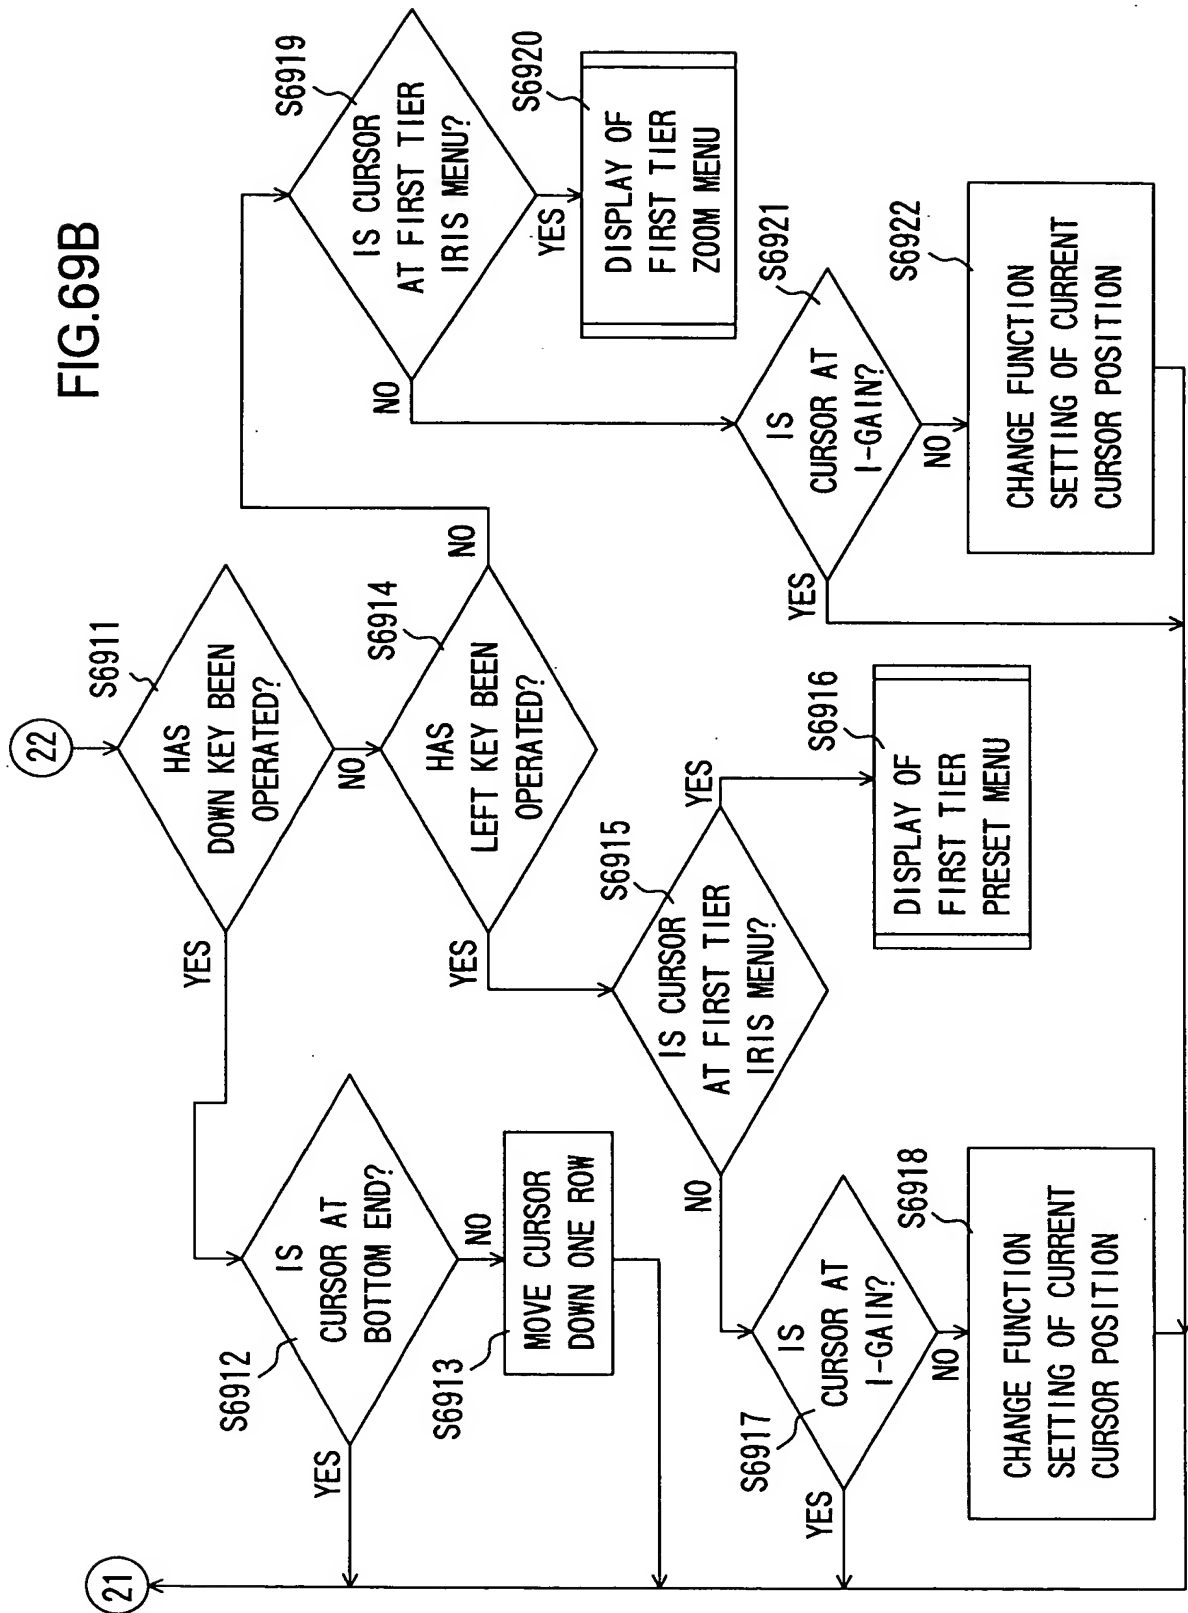 FIG.69B
22
S6911
HAS
DOWN KEY BEEN
OPERATED?
YES
NO
S6912
IS
CURSOR AT
BOTTOM END?
YES
NO
S6913
MOVE CURSOR
DOWN ONE ROW
S6914
HAS
LEFT KEY BEEN
OPERATED?
YES
NO
S6915
IS CURSOR
AT FIRST TIER
IRIS MENU?
YES
NO
S6916
DISPLAY OF
FIRST TIER
PRESET MENU
S6917
IS
CURSOR AT
I-GAIN?
YES
NO
S6918
CHANGE FUNCTION
SETTING OF CURRENT
CURSOR POSITION
S6919
IS CURSOR
AT FIRST TIER
IRIS MENU?
YES
NO
S6920
DISPLAY OF
FIRST TIER
ZOOM MENU
S6921
IS
CURSOR AT
I-GAIN?
YES
NO
S6922
CHANGE FUNCTION
SETTING OF CURRENT
CURSOR POSITION
21